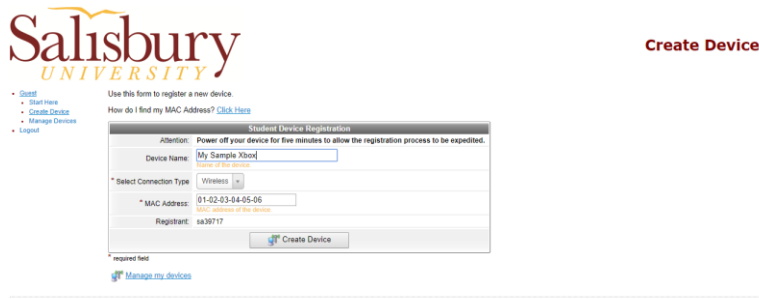 Salisbury
UNIVERSITY
Create Device
Guest
Start Here
Create Device
Manage Devices
Logout
Use this form to register a new device.
How do I find my MAC Address? Click Here
Student Device Registration
Attention: Power off your device for five minutes to allow the registration process to be expedited.
Device Name: My Sample Xbox
Name of the device
* Select Connection Type Wireless
* MAC Address: 01-02-03-04-05-06
MAC address of the device
Registrant: sa39717
Create Device
* required field
Manage my devices